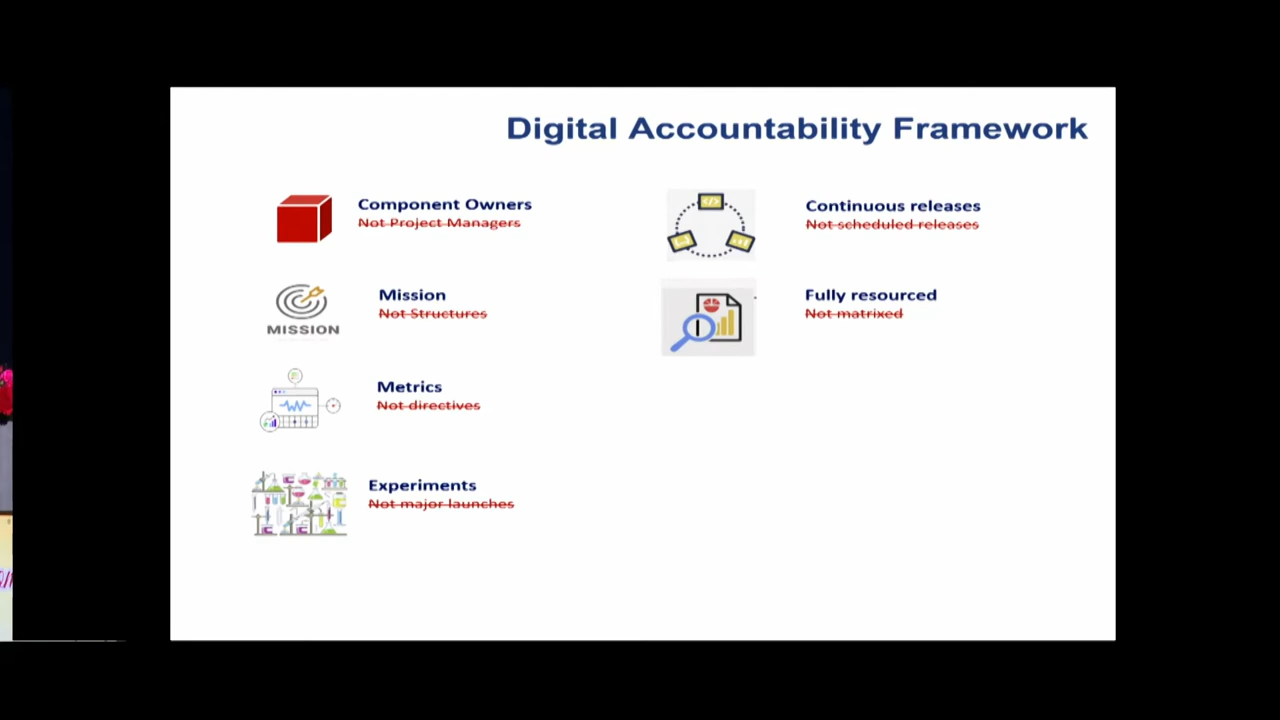 Digital Accountability Framework
Component Owners
Not Project Managers
Mission
Not Structures
MISSION
Metrics
Not directives
Experiments
Not major launches
Continuous releases
Not scheduled releases
Fully resourced
Not matrixed